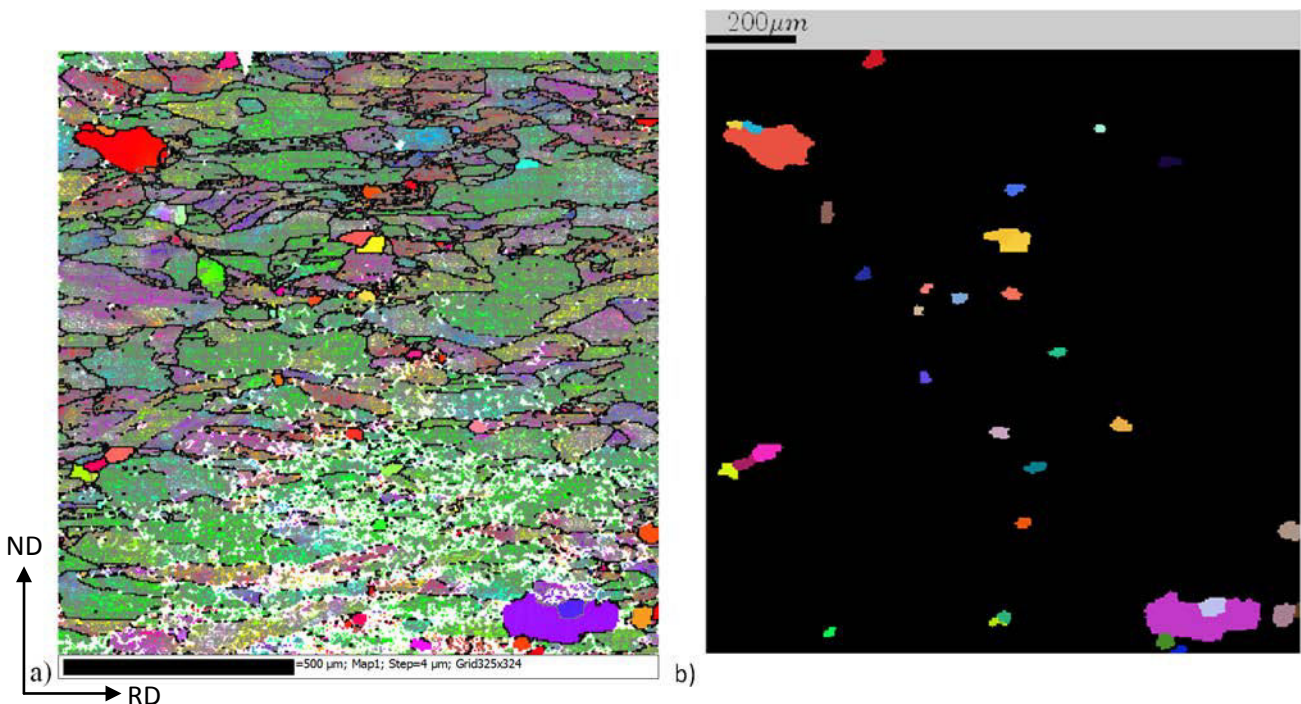 200μm
ND
a)
=500 μm; Map1; Step=4 μm; Grid325x324
b)
RD